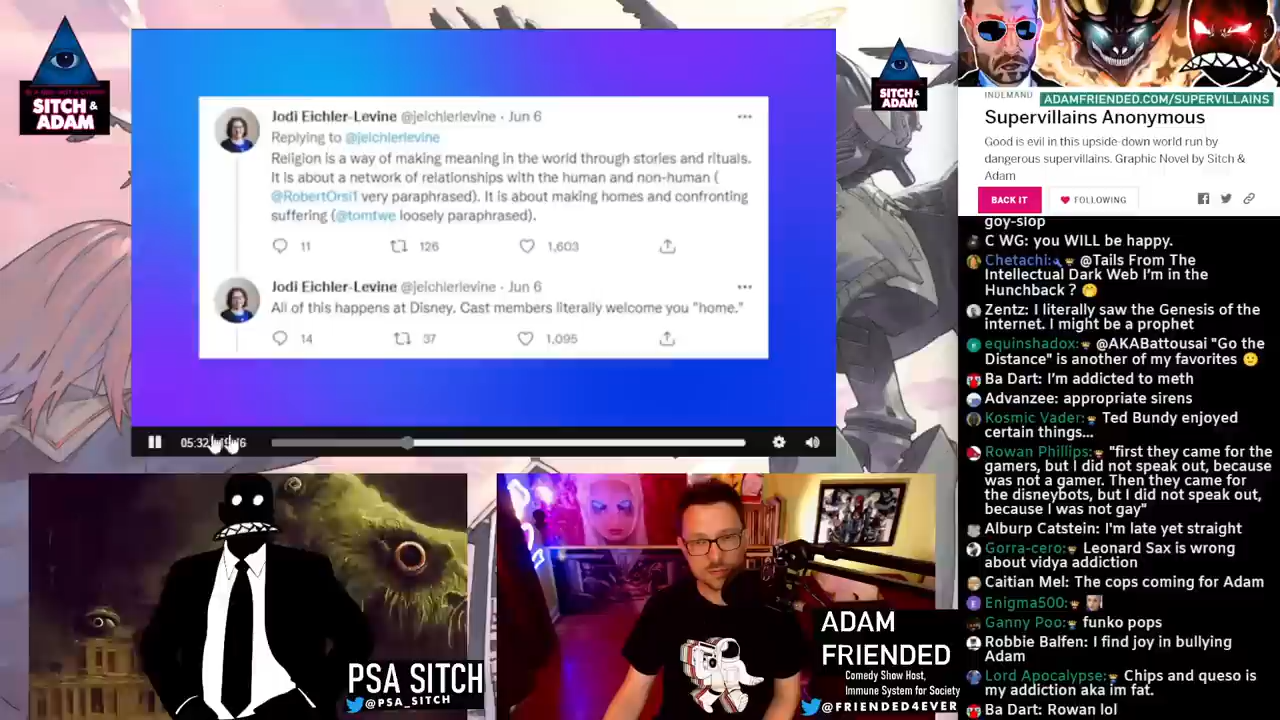 SITCH &
ADAM
Jodi Eichler-Levine @jeichlerlevine · Jun 6
Replying to @jeichlerlevine
Religion is a way of making meaning in the world through stories and rituals.
It is about a network of relationships with the human and non-human (
@RobertOrsi1 very paraphrased). It is about making homes and confronting
suffering (@tomtwe loosely paraphrased).
11 126 1,603
Jodi Eichler-Levine @jeichlerlevine · Jun 6
All of this happens at Disney. Cast members literally welcome you "home."
14 37 1,095
05:32
SITCH
& ADAM
PSA SITCH
@PSA_SITCH
ADAM
FRIENDED
Comedy Show Host,
Immune System for Society
@FRIENDED4EVER
INDEMAND
ADAMFRIENDED.COM/SUPERVILLAINS
Supervillains Anonymous
Good is evil in this upside-down world run by
dangerous supervillains. Graphic Novel by Sitch &
Adam
BACK IT
FOLLOWING
goy-slop
C WG: you WILL be happy.
Chetachi: @Tails From The
Intellectual Dark Web I'm in the
Hunchback ?
Zentz: I literally saw the Genesis of the
internet. I might be a prophet
equinshadox: @AKABattousai "Go the
Distance" is another of my favorites
Ba Dart: I'm addicted to meth
Advanzee: appropriate sirens
Kosmic Vader: Ted Bundy enjoyed
certain things...
Rowan Phillips: "first they came for the
gamers, but I did not speak out, because
was not a gamer. Then they came for
the disneybots, but I did not speak out,
because I was not gay"
Alburp Catstein: I'm late yet straight
Gorra-cero: Leonard Sax is wrong
about vidya addiction
Caitian Mel: The cops coming for Adam
Enigma500:
Ganny Poo: funko pops
Robbie Balfen: I find joy in bullying
Adam
Lord Apocalypse: Chips and queso is
my addiction aka im fat.
Ba Dart: Rowan lol